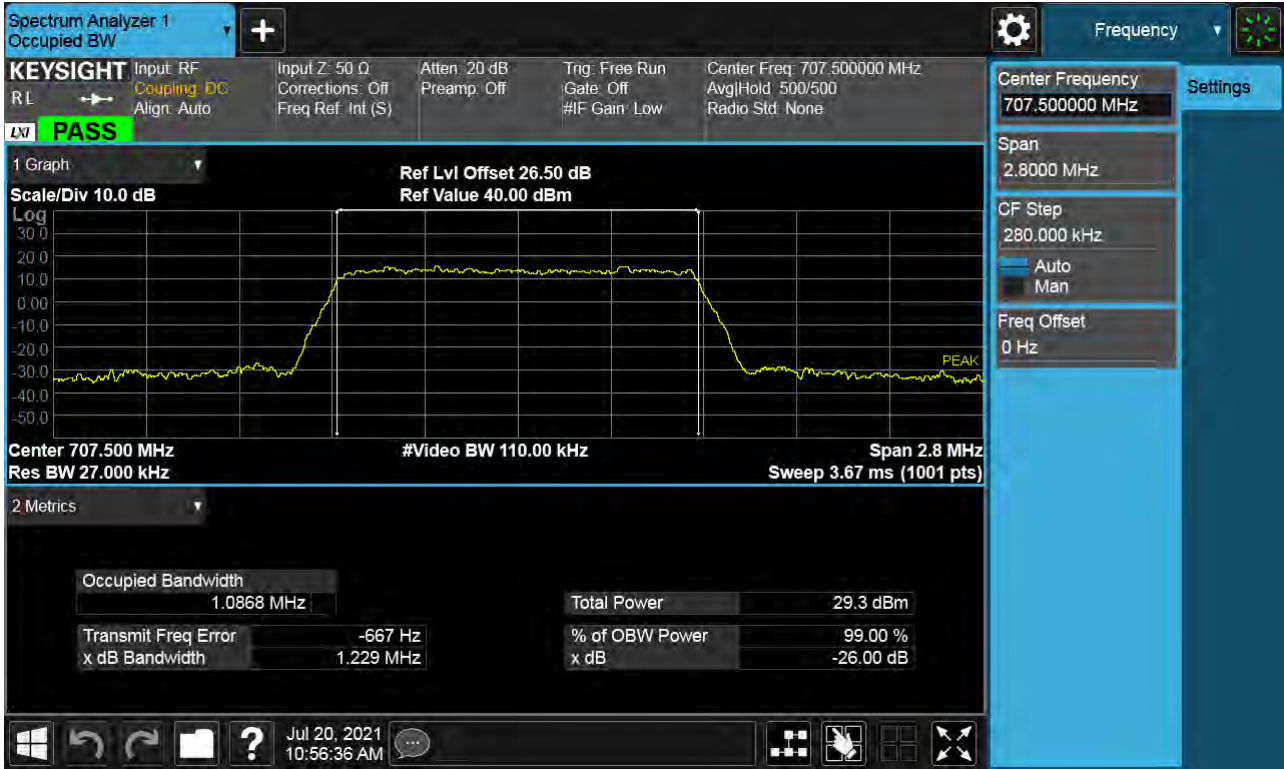 Spectrum Analyzer 1
Occupied BW
Frequency
KEYSIGHT
RL
LXI
PASS
Input: RF
Coupling: DC
Align: Auto
Input Z: 50 Ω
Corrections: Off
Freq Ref: Int (S)
Atten: 20 dB
Preamp: Off
Trig: Free Run
Gate: Off
#IF Gain: Low
Center Freq: 707.500000 MHz
Avg|Hold: 500/500
Radio Std: None
Center Frequency
707.500000 MHz
Settings
Span
2.8000 MHz
CF Step
280.000 kHz
Auto
Man
Freq Offset
0 Hz
1 Graph
Scale/Div 10.0 dB
Ref Lvl Offset 26.50 dB
Ref Value 40.00 dBm
Log
30.0
20.0
10.0
0.00
-10.0
-20.0
-30.0
-40.0
-50.0
PEAK
Center 707.500 MHz
#Video BW 110.00 kHz
Span 2.8 MHz
Res BW 27.000 kHz
Sweep 3.67 ms (1001 pts)
2 Metrics
Occupied Bandwidth
1.0868 MHz
Total Power 29.3 dBm
Transmit Freq Error -667 Hz
% of OBW Power 99.00 %
x dB Bandwidth 1.229 MHz
x dB -26.00 dB
?
Jul 20, 2021
10:56:36 AM